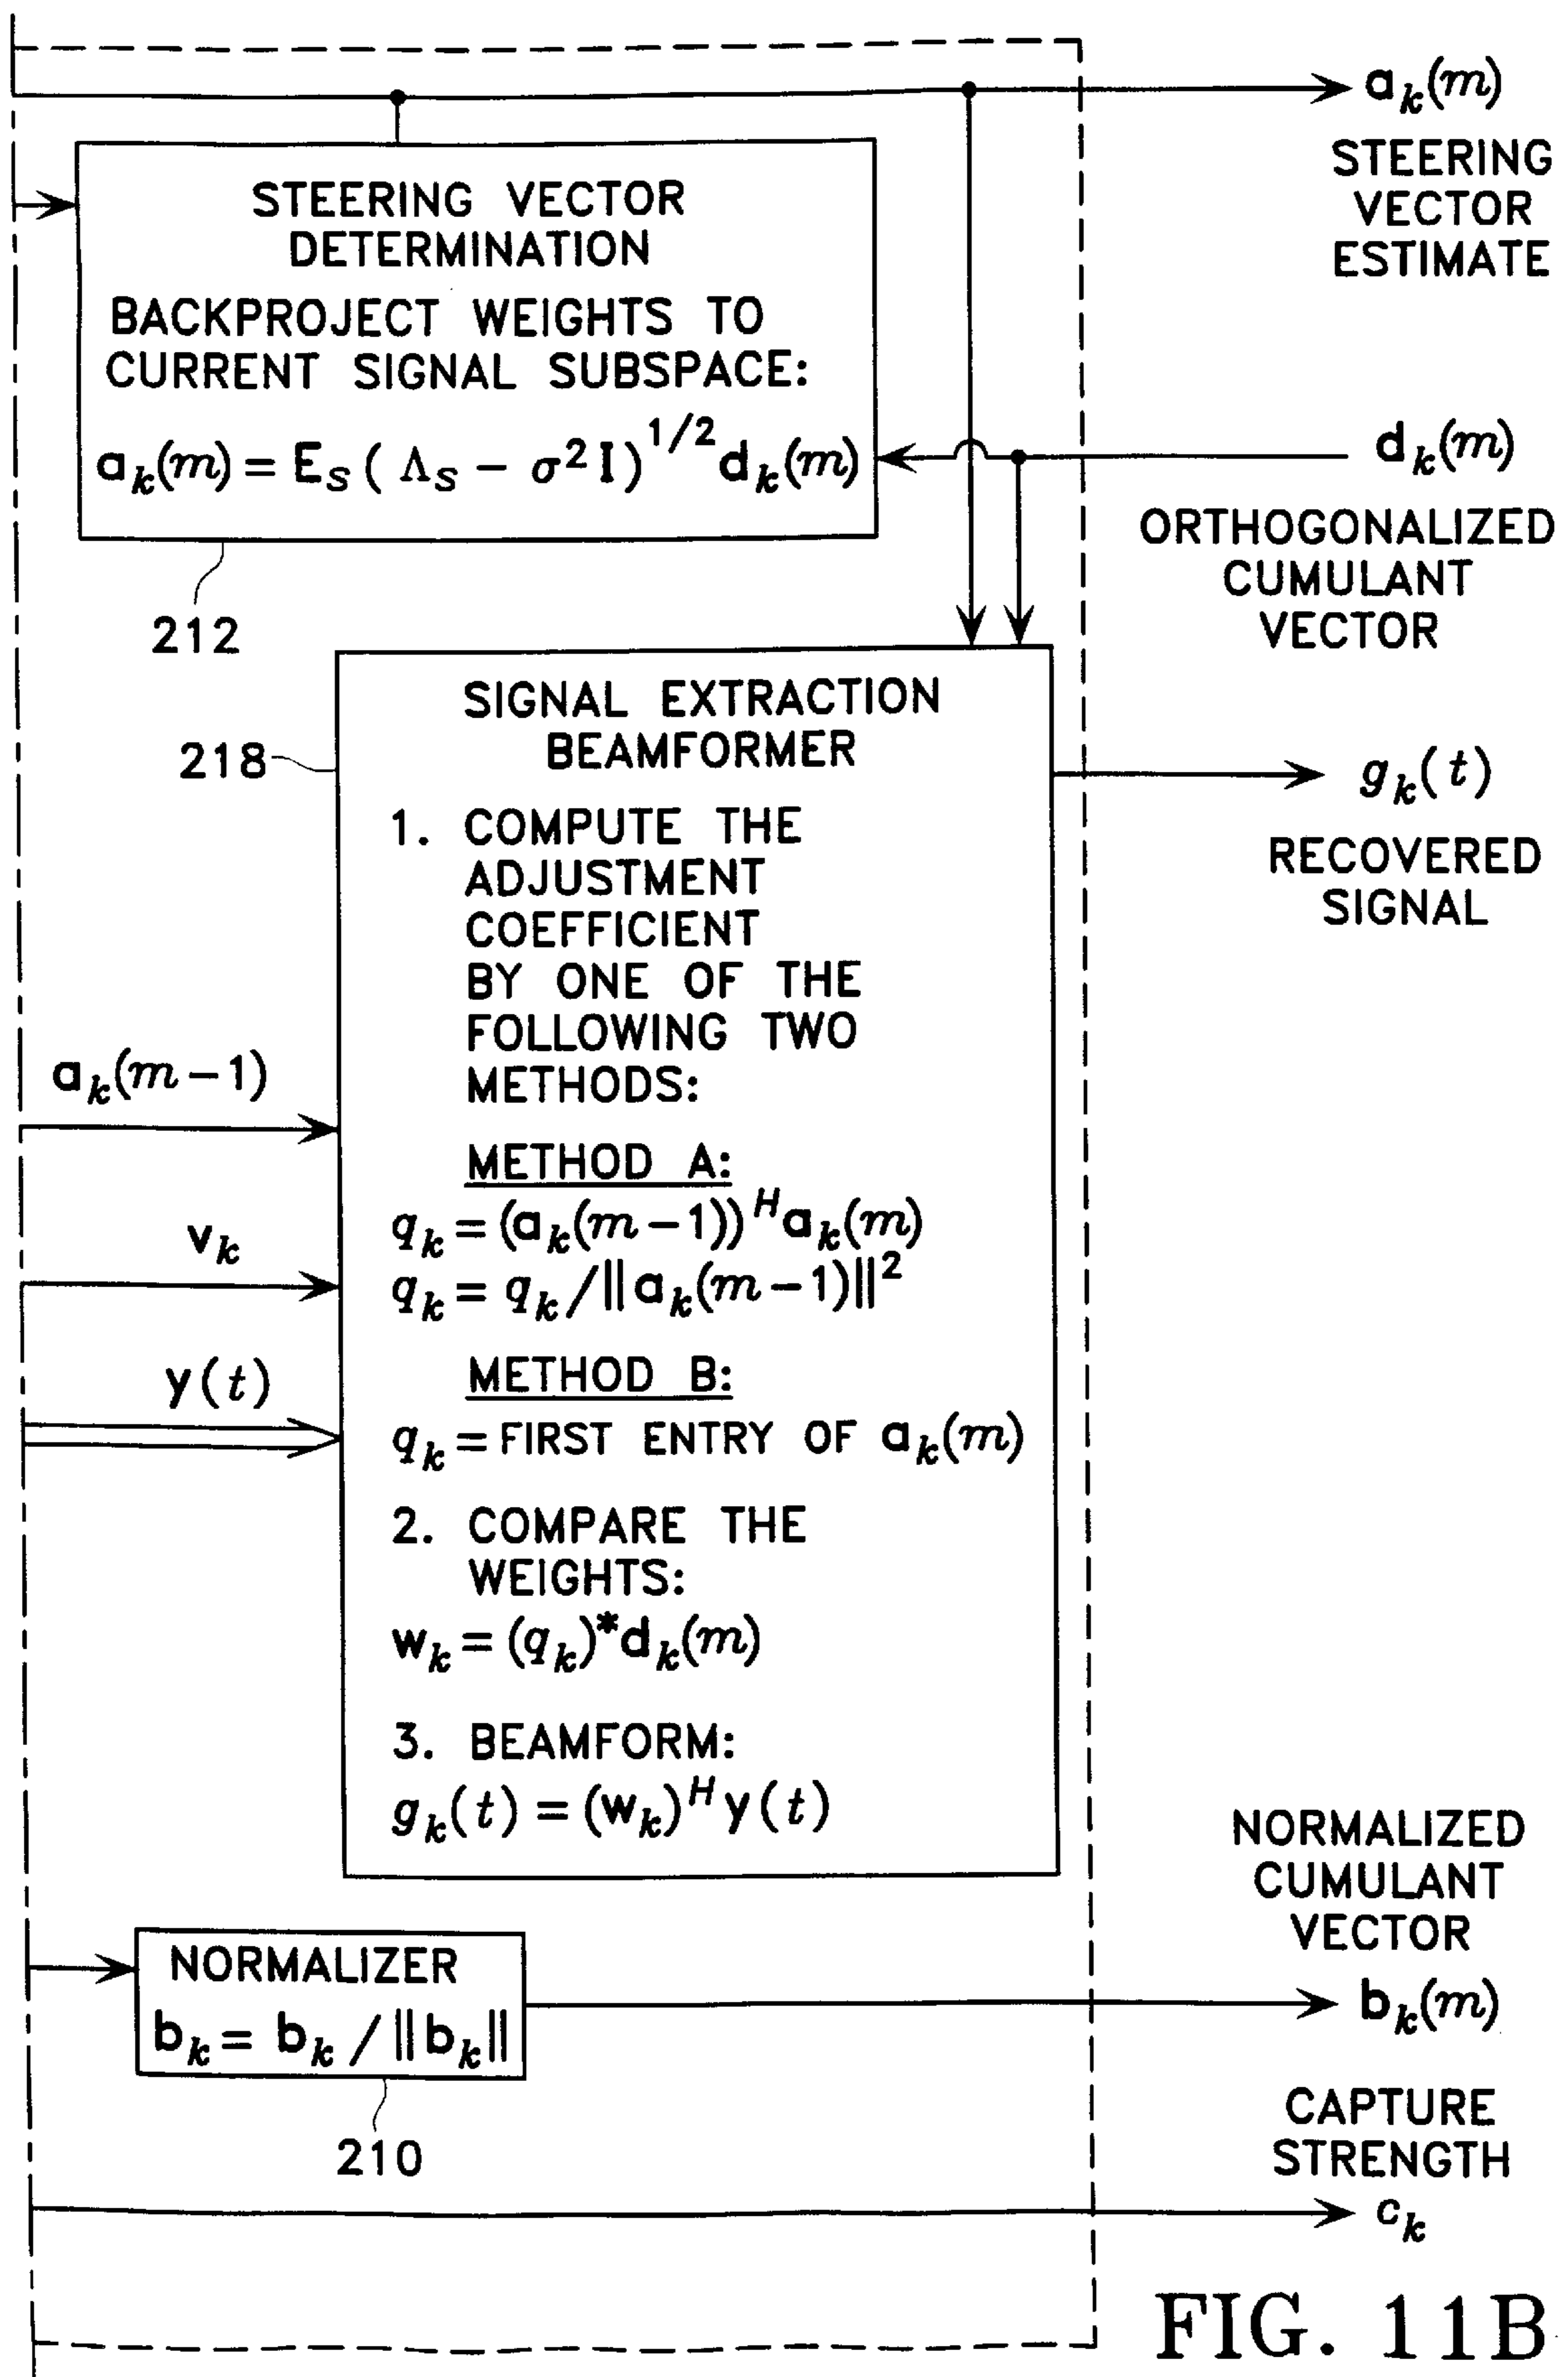 a_k(m)
STEERING
VECTOR
ESTIMATE
STEERING VECTOR
DETERMINATION
BACKPROJECT WEIGHTS TO
CURRENT SIGNAL SUBSPACE:
a_k(m) = E_S ( Λ_S − σ² I)^{1/2} d_k(m)
212
d_k(m)
ORTHOGONALIZED
CUMULANT
VECTOR
SIGNAL EXTRACTION
BEAMFORMER
218
g_k(t)
RECOVERED
SIGNAL
1. COMPUTE THE
ADJUSTMENT
COEFFICIENT
BY ONE OF THE
FOLLOWING TWO
METHODS:
a_k(m−1)
METHOD A:
q_k = (a_k(m−1))^H a_k(m)
v_k
q_k = q_k / ||a_k(m−1)||²
METHOD B:
y(t)
q_k = FIRST ENTRY OF a_k(m)
2. COMPARE THE
WEIGHTS:
w_k = (q_k)* d_k(m)
3. BEAMFORM:
g_k(t) = (w_k)^H y(t)
NORMALIZED
CUMULANT
VECTOR
b_k(m)
NORMALIZER
b_k = b_k / ||b_k||
210
CAPTURE
STRENGTH
c_k
FIG. 11B